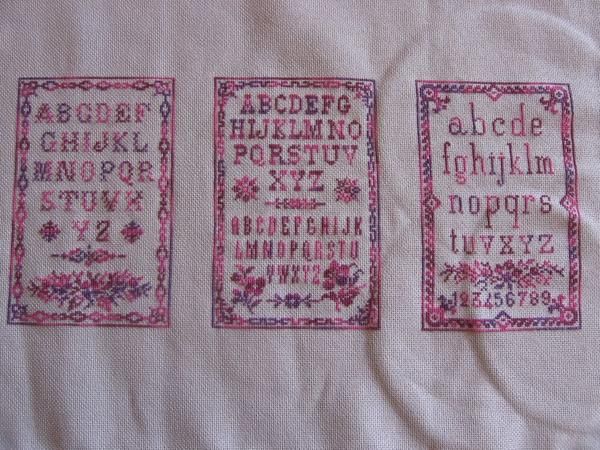 ABCDEF
GHIJKL
MNOPQR
STUVX
YZ
ABCDEFG
HIJKLMNO
PQRSTUV
XYZ
ABCDEFGHIJK
LMNOPQRSTU
VWXYZ
abcde
fghijklm
nopqrs
tuvxyz
123456789